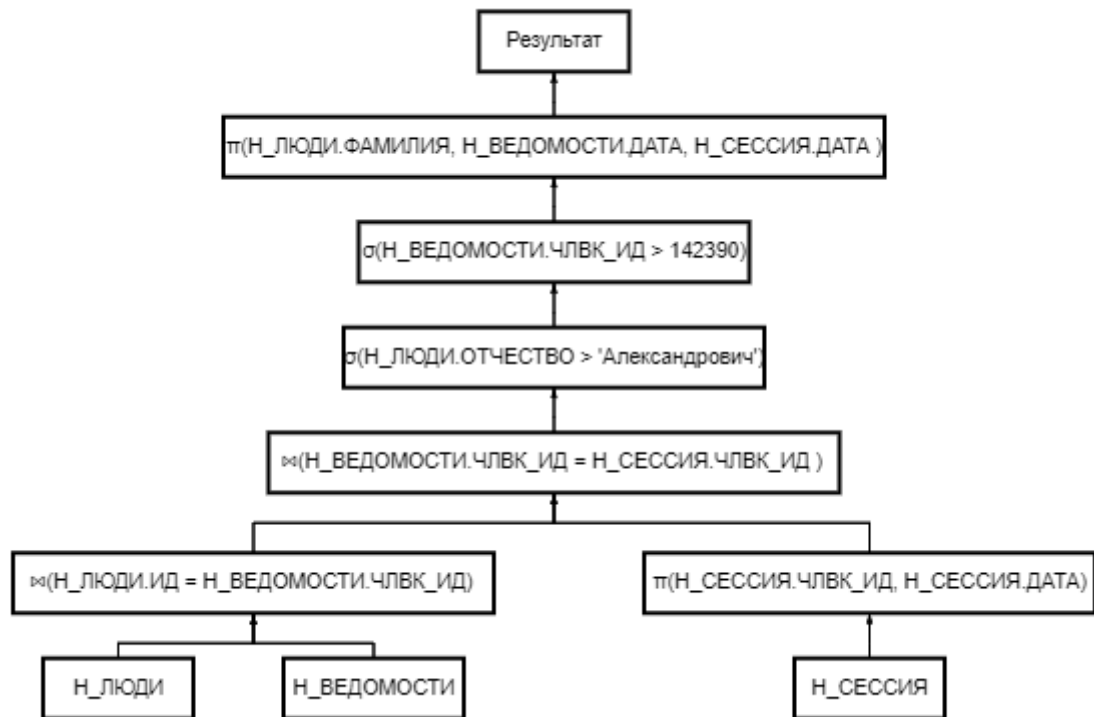 Результат
π(Н_ЛЮДИ.ФАМИЛИЯ, Н_ВЕДОМОСТИ.ДАТА, Н_СЕССИЯ.ДАТА )
σ(Н_ВЕДОМОСТИ.ЧЛВК_ИД > 142390)
σ(Н_ЛЮДИ.ОТЧЕСТВО > 'Александрович')
⋈(Н_ВЕДОМОСТИ.ЧЛВК_ИД = Н_СЕССИЯ.ЧЛВК_ИД )
⋈(Н_ЛЮДИ.ИД = Н_ВЕДОМОСТИ.ЧЛВК_ИД)
π(Н_СЕССИЯ.ЧЛВК_ИД, Н_СЕССИЯ.ДАТА)
Н_ЛЮДИ
Н_ВЕДОМОСТИ
Н_СЕССИЯ